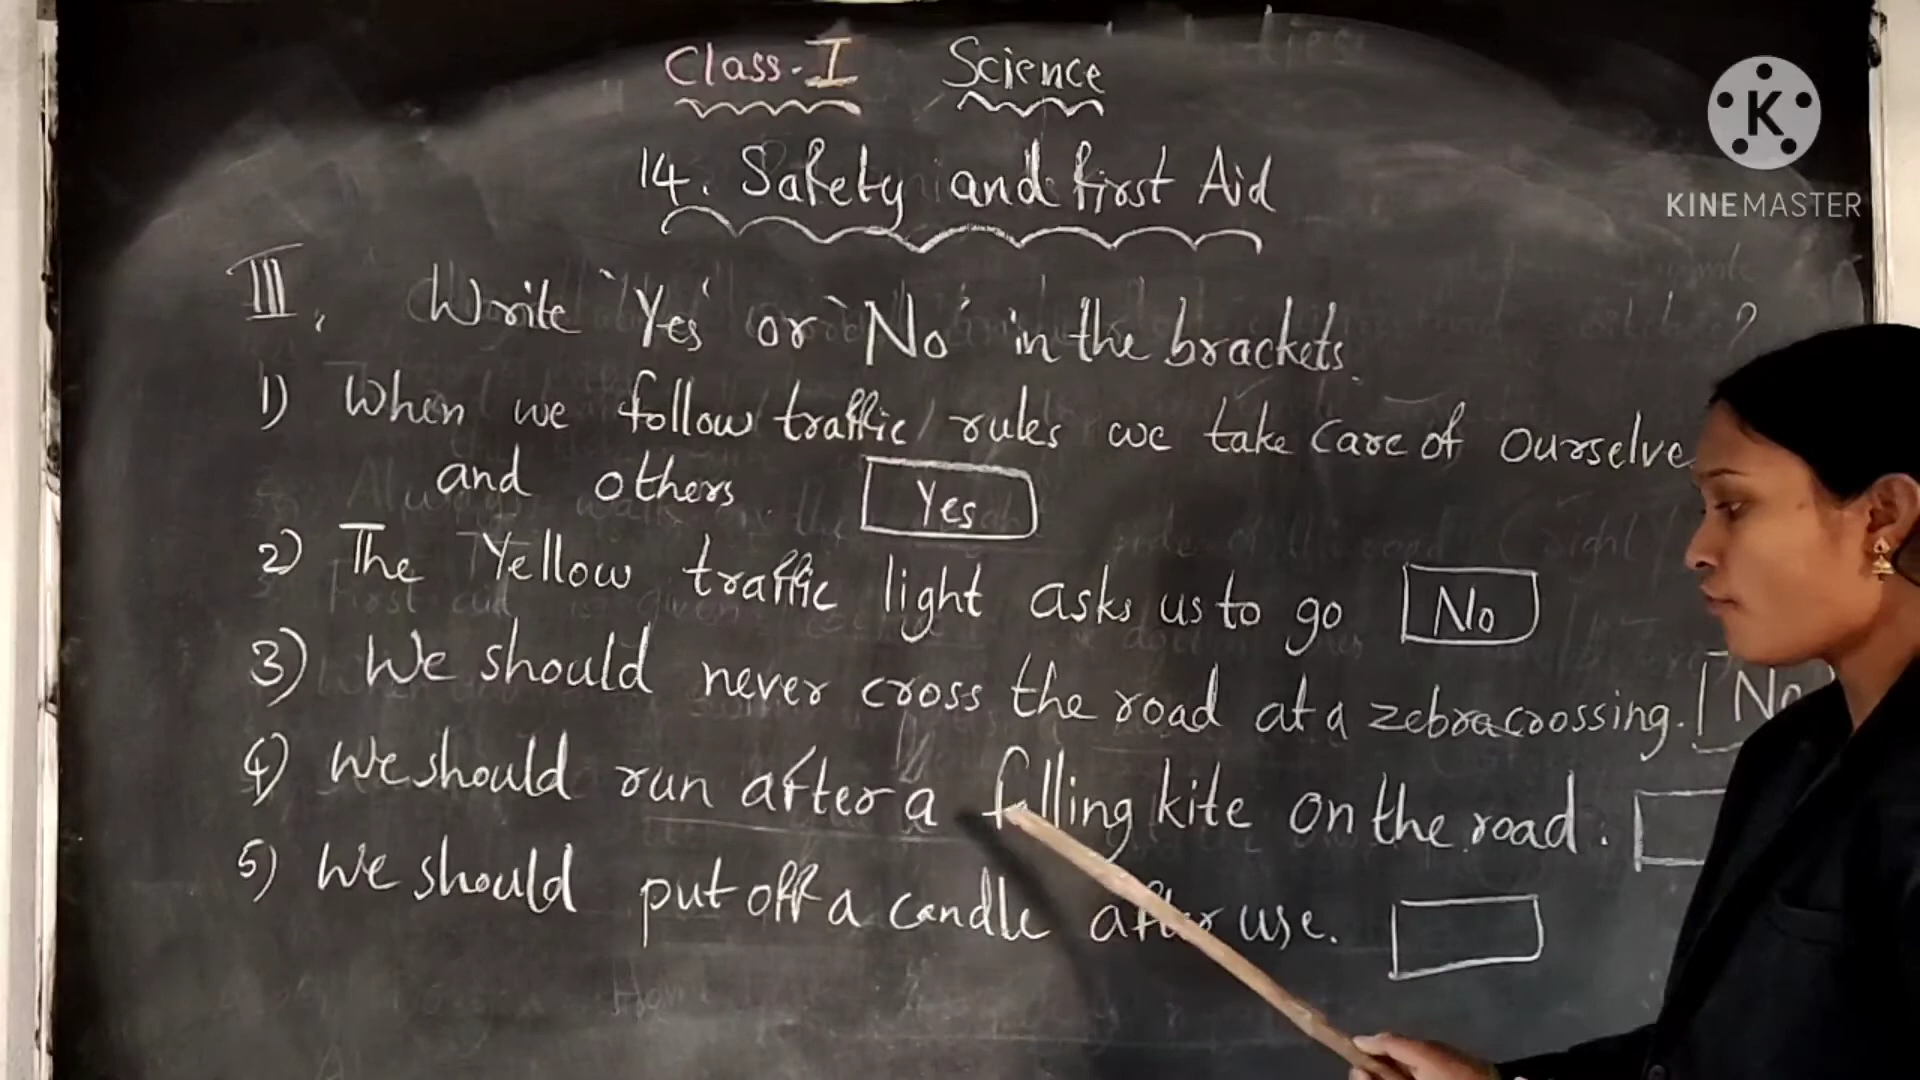 Class-I Science
14. Safety and first Aid
III. Write 'Yes' or 'No' in the brackets.
1) When we follow traffic rules we take care of ourselve
and others. Yes
2) The Yellow traffic light asks us to go No
3) We should never cross the road at a zebracroossing. No
4) We should run after a falling kite on the road.
5) We should put off a candle after use.
K
KINEMASTER